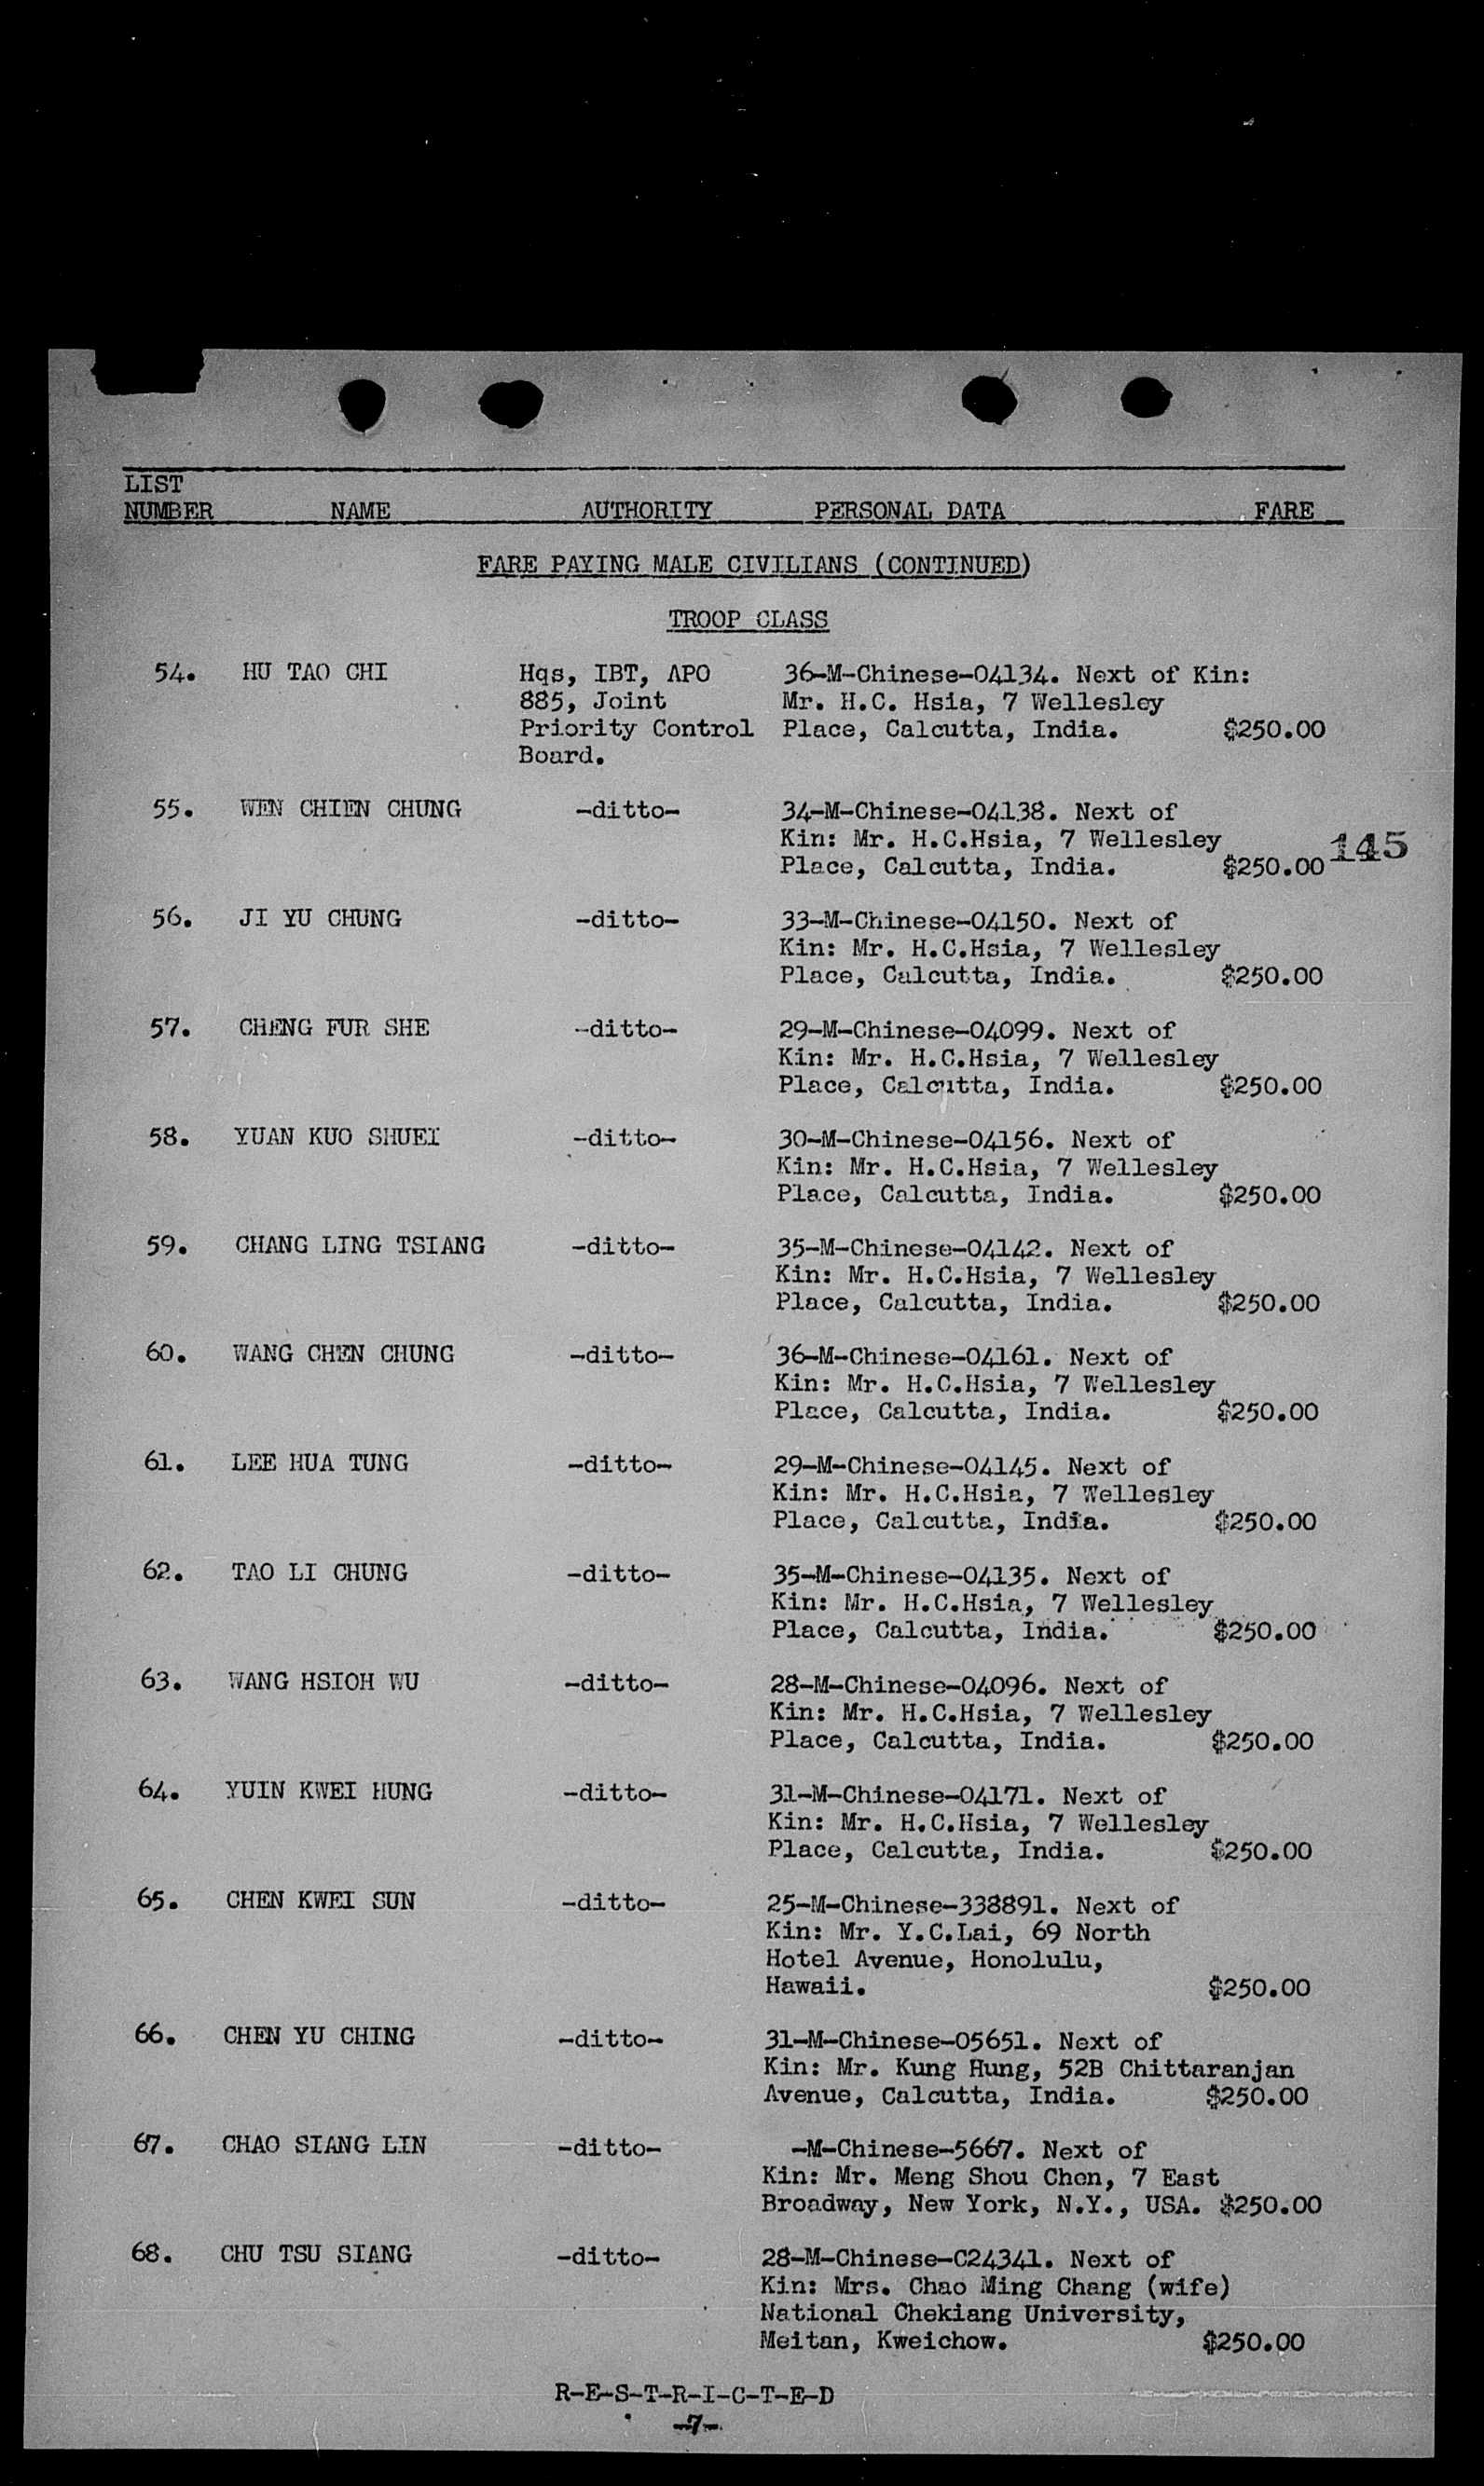 LIST
NUMBER NAME AUTHORITY PERSONAL DATA FARE
FARE PAYING MALE CIVILIANS (CONTINUED)
TROOP CLASS
54. HU TAO CHI Hqs, IBT, APO 36-M-Chinese-04134. Next of Kin:
885, Joint Mr. H.C. Hsia, 7 Wellesley
Priority Control Place, Calcutta, India. $250.00
Board.
55. WEN CHIEN CHUNG -ditto- 34-M-Chinese-04138. Next of
Kin: Mr. H.C.Hsia, 7 Wellesley 145
Place, Calcutta, India. $250.00
56. JI YU CHUNG -ditto- 33-M-Chinese-04150. Next of
Kin: Mr. H.C.Hsia, 7 Wellesley
Place, Calcutta, India. $250.00
57. CHENG FUR SHE -ditto- 29-M-Chinese-04099. Next of
Kin: Mr. H.C.Hsia, 7 Wellesley
Place, Calcutta, India. $250.00
58. YUAN KUO SHUEI -ditto- 30-M-Chinese-04156. Next of
Kin: Mr. H.C.Hsia, 7 Wellesley
Place, Calcutta, India. $250.00
59. CHANG LING TSIANG -ditto- 35-M-Chinese-04142. Next of
Kin: Mr. H.C.Hsia, 7 Wellesley
Place, Calcutta, India. $250.00
60. WANG CHEN CHUNG -ditto- 36-M-Chinese-04161. Next of
Kin: Mr. H.C.Hsia, 7 Wellesley
Place, Calcutta, India. $250.00
61. LEE HUA TUNG -ditto- 29-M-Chinese-04145. Next of
Kin: Mr. H.C.Hsia, 7 Wellesley
Place, Calcutta, India. $250.00
62. TAO LI CHUNG -ditto- 35-M-Chinese-04135. Next of
Kin: Mr. H.C.Hsia, 7 Wellesley
Place, Calcutta, India. $250.00
63. WANG HSIOH WU -ditto- 28-M-Chinese-04096. Next of
Kin: Mr. H.C.Hsia, 7 Wellesley
Place, Calcutta, India. $250.00
64. YUIN KWEI HUNG -ditto- 31-M-Chinese-04171. Next of
Kin: Mr. H.C.Hsia, 7 Wellesley
Place, Calcutta, India. $250.00
65. CHEN KWEI SUN -ditto- 25-M-Chinese-338891. Next of
Kin: Mr. Y.C.Lai, 69 North
Hotel Avenue, Honolulu,
Hawaii. $250.00
66. CHEN YU CHING -ditto- 31-M-Chinese-05651. Next of
Kin: Mr. Kung Hung, 52B Chittaranjan
Avenue, Calcutta, India. $250.00
67. CHAO SIANG LIN -ditto- -M-Chinese-5667. Next of
Kin: Mr. Meng Shou Chen, 7 East
Broadway, New York, N.Y., USA. $250.00
68. CHU TSU SIANG -ditto- 28-M-Chinese-C24341. Next of
Kin: Mrs. Chao Ming Chang (wife)
National Chekiang University,
Meitan, Kweichow. $250.00
R-E-S-T-R-I-C-T-E-D
-7-